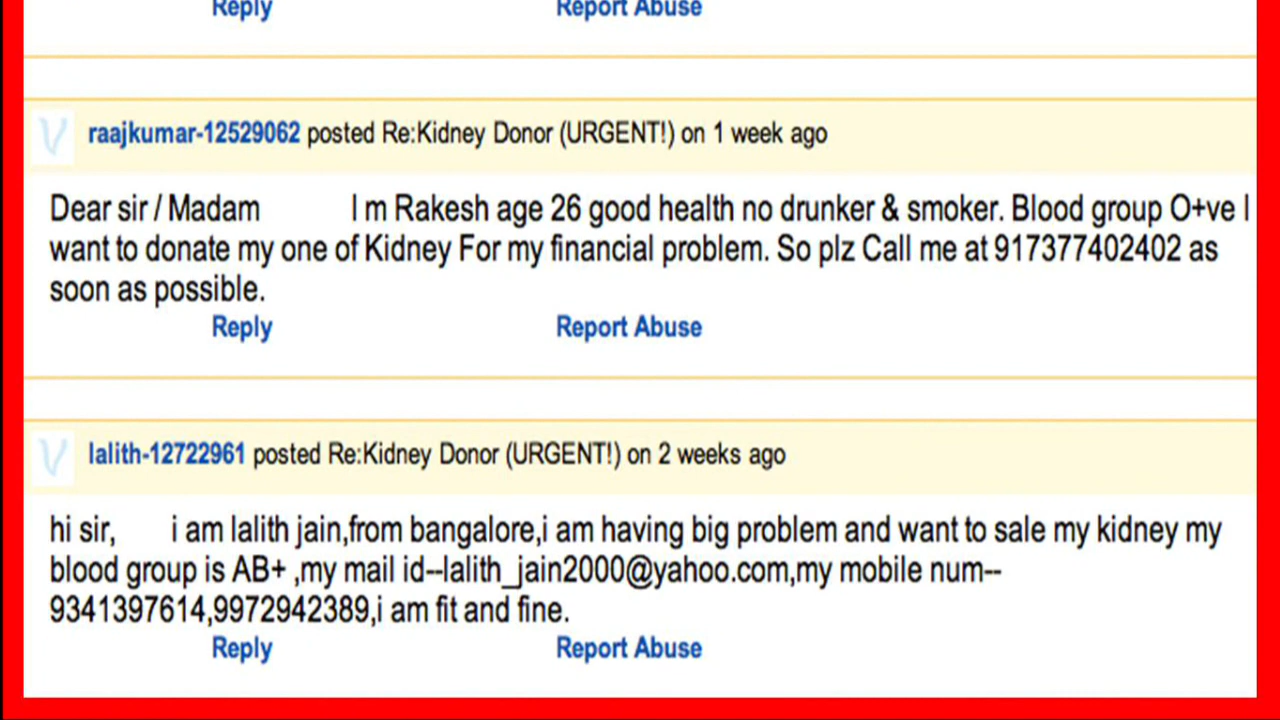 Reply Report Abuse
raajkumar-12529062 posted Re:Kidney Donor (URGENT!) on 1 week ago
Dear sir / Madam I m Rakesh age 26 good health no drunker & smoker. Blood group O+ve I
want to donate my one of Kidney For my financial problem. So plz Call me at 917377402402 as
soon as possible.
Reply Report Abuse
lalith-12722961 posted Re:Kidney Donor (URGENT!) on 2 weeks ago
hi sir, i am lalith jain,from bangalore,i am having big problem and want to sale my kidney my
blood group is AB+ ,my mail id--lalith_jain2000@yahoo.com,my mobile num--
9341397614,9972942389,i am fit and fine.
Reply Report Abuse